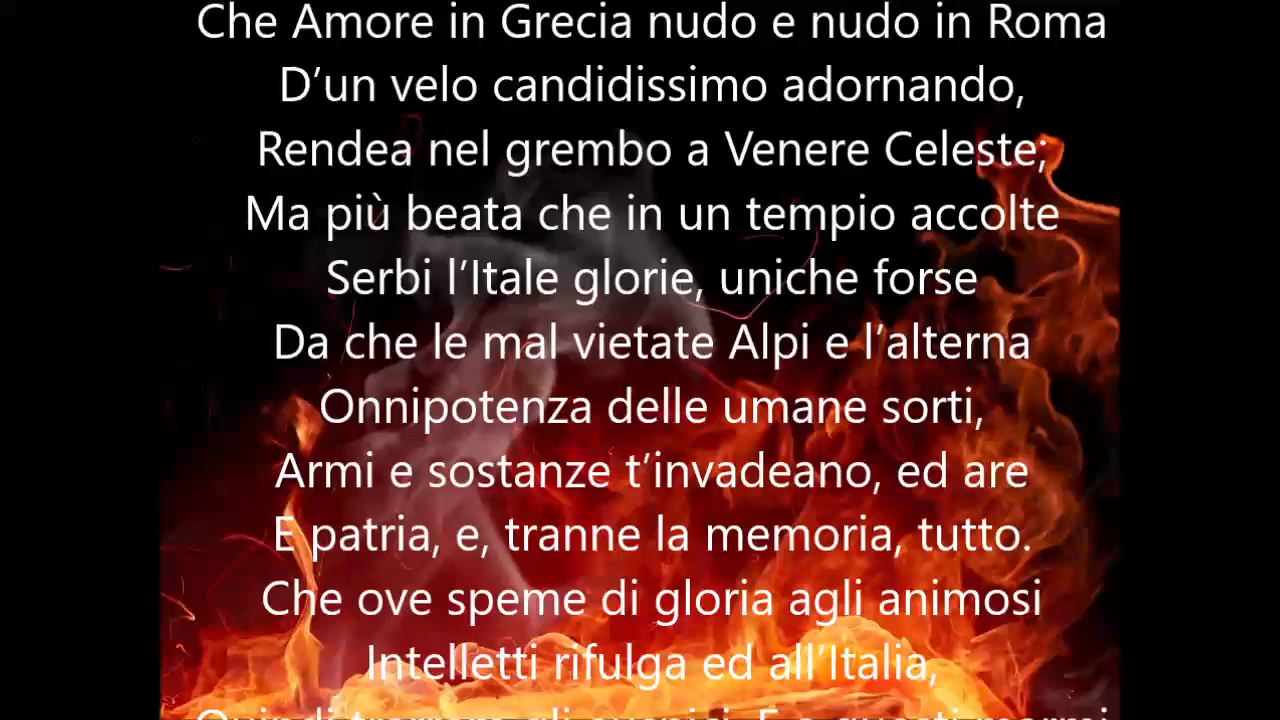 Che Amore in Grecia nudo e nudo in Roma
D’un velo candidissimo adornando,
Rendea nel grembo a Venere Celeste;
Ma più beata che in un tempio accolte
Serbi l’Itale glorie, uniche forse
Da che le mal vietate Alpi e l’alterna
Onnipotenza delle umane sorti,
Armi e sostanze t’invadeano, ed are
E patria, e, tranne la memoria, tutto.
Che ove speme di gloria agli animosi
Intelletti rifulga ed all’Italia,